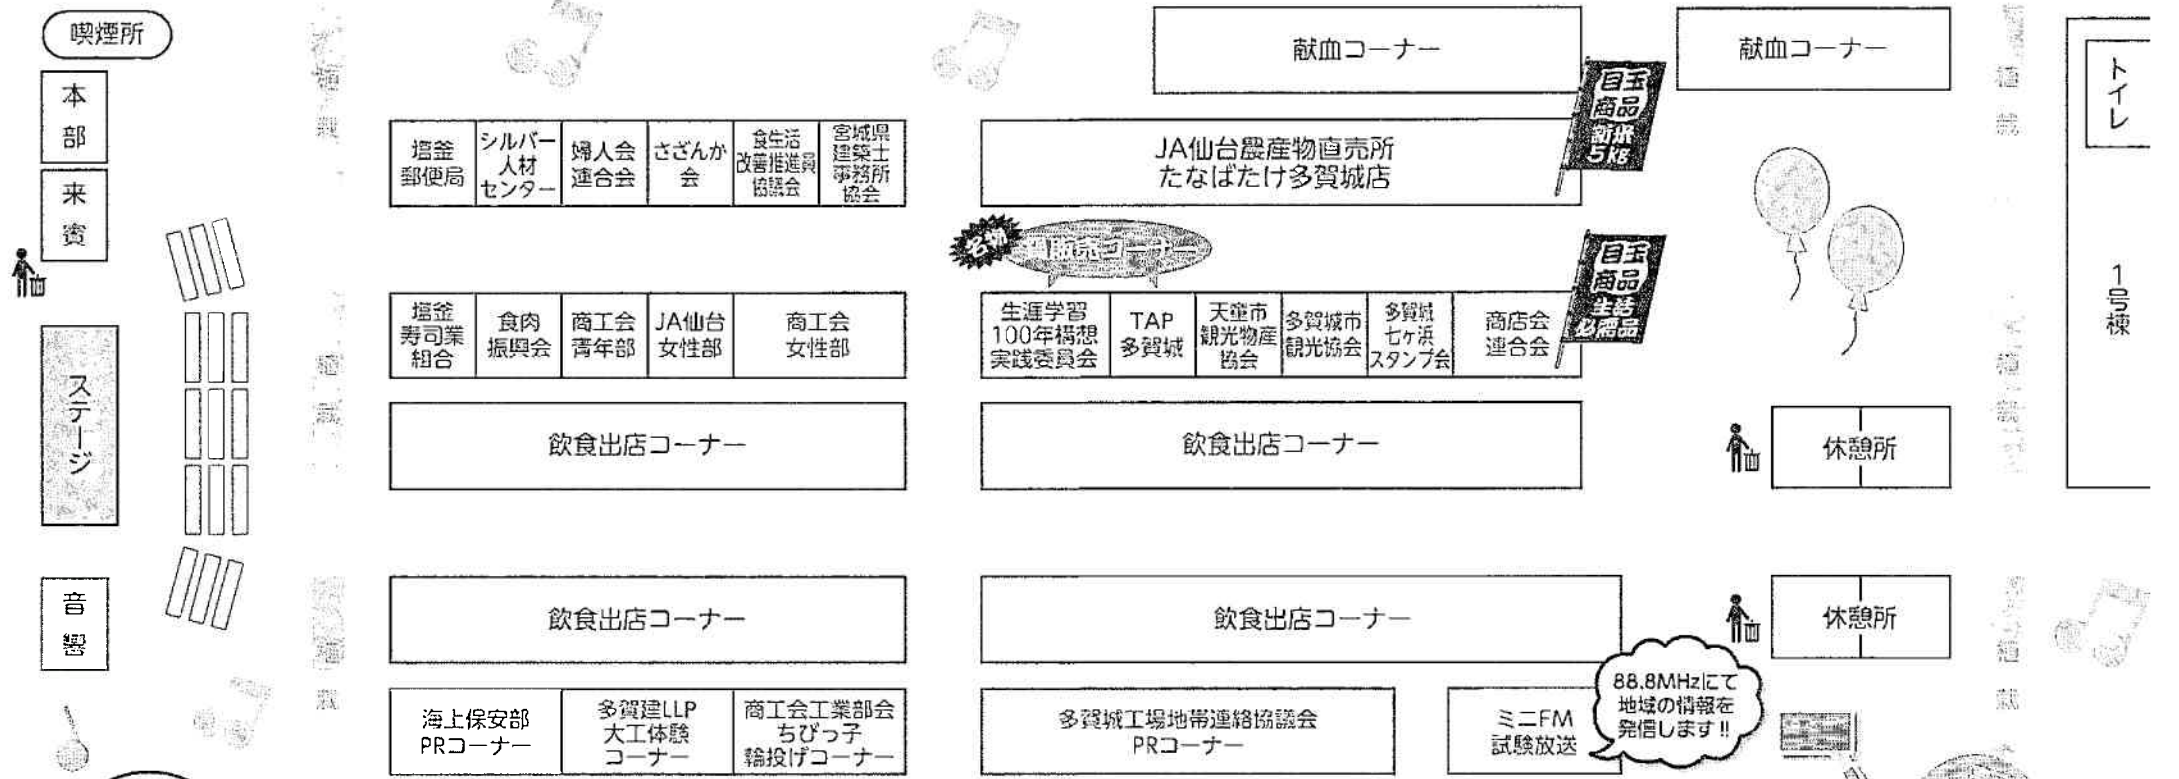 喫煙所
本部
来賓
ステージ
音響
献血コーナー
献血コーナー
塩釜
郵便局
シルバー
人材
センター
婦人会
連合会
さざんか
会
食生活
改善推進員
協議会
宮城県
建築士
事務所
協会
JA仙台農産物直売所
たなばたけ多賀城店
目玉
商品
新米
5kg
名物
販売コーナー
塩釜
寿司業
組合
食肉
振興会
商工会
青年部
JA仙台
女性部
商工会
女性部
生涯学習
100年構想
実践委員会
TAP
多賀城
天童市
観光物産
協会
多賀城市
観光協会
多賀城
七ヶ浜
スタンプ会
商店会
連合会
目玉
商品
生活
必需品
飲食出店コーナー
飲食出店コーナー
休憩所
飲食出店コーナー
飲食出店コーナー
休憩所
海上保安部
PRコーナー
多賀建LLP
大工体験
コーナー
商工会工業部会
ちびっ子
輪投げコーナー
多賀城工場地帯連絡協議会
PRコーナー
ミニFM
試験放送
88.8MHzにて
地域の情報を
発信します!!
トイレ
1号棟
植栽
植栽
植栽
植栽
植栽
植栽